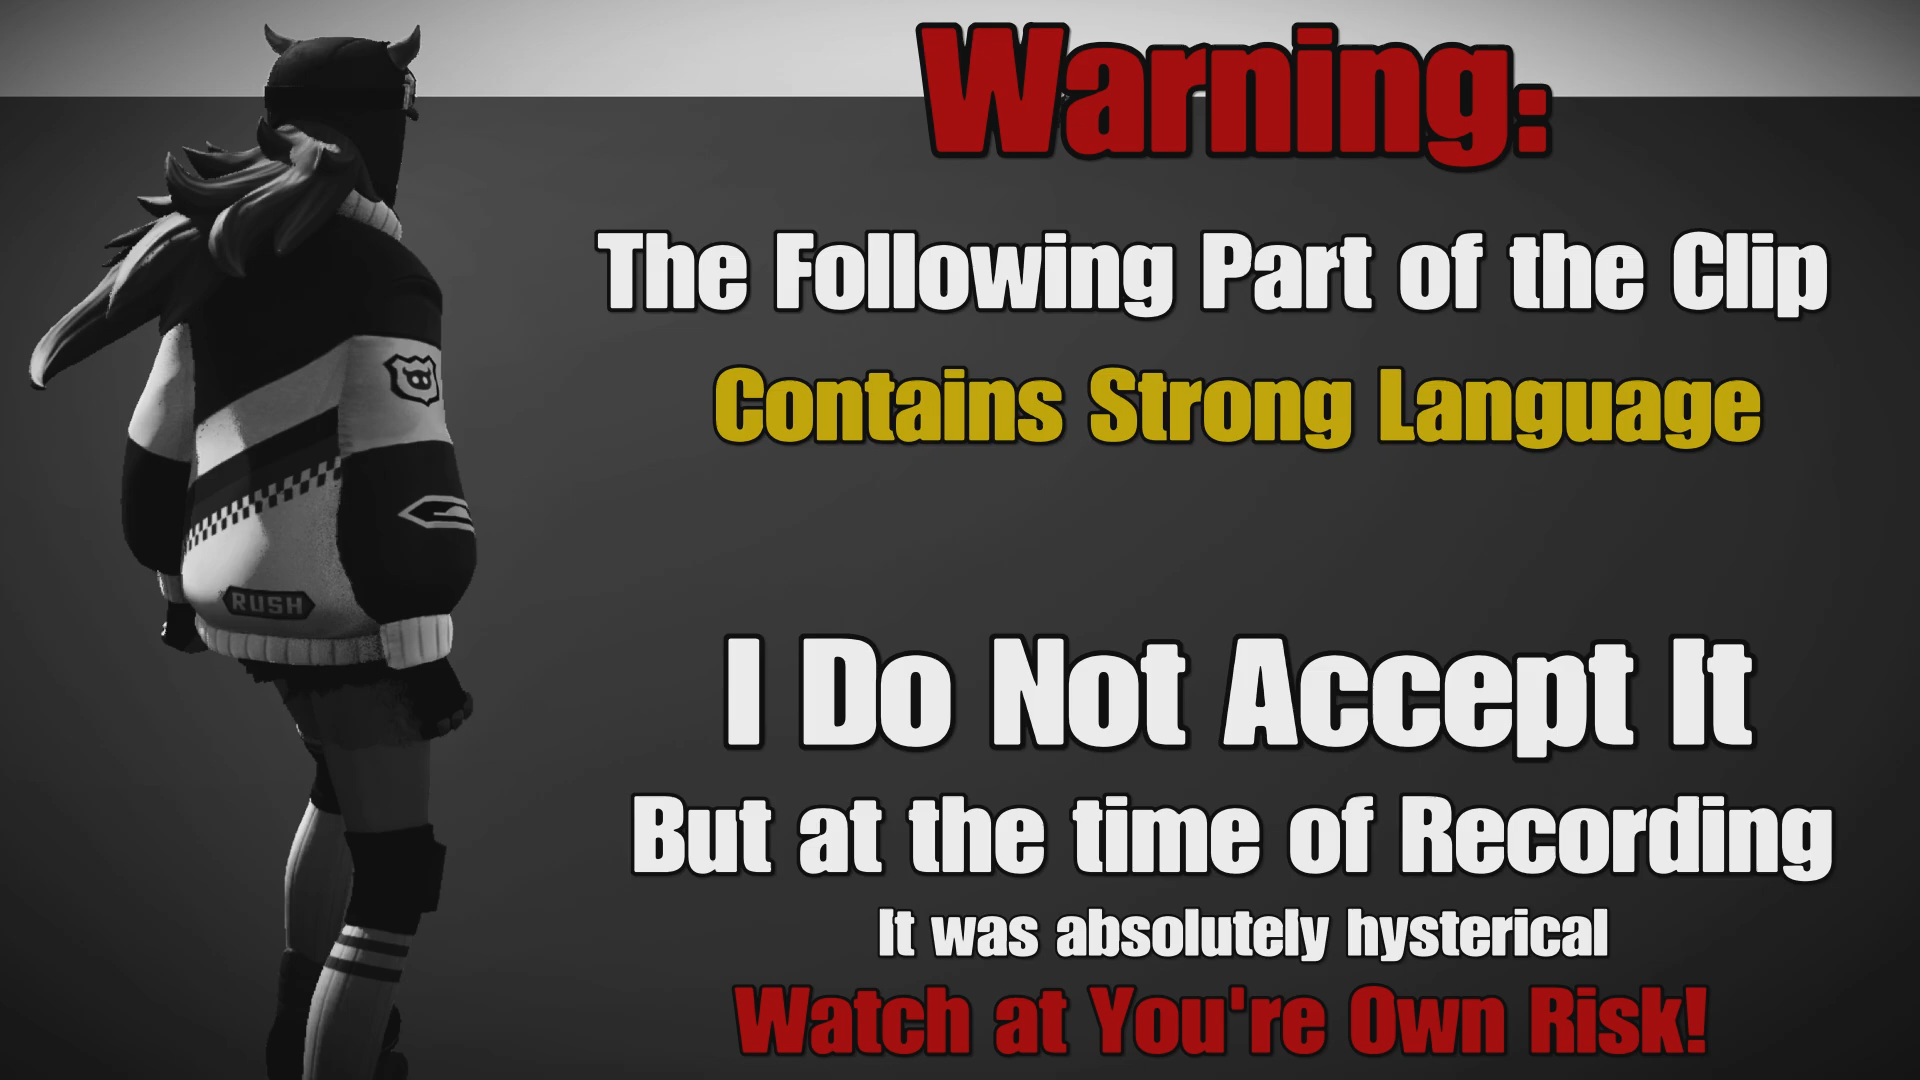 Warning:
The Following Part of the Clip
Contains Strong Language
RUSH
I Do Not Accept It
But at the time of Recording
It was absolutely hysterical
Watch at You're Own Risk!